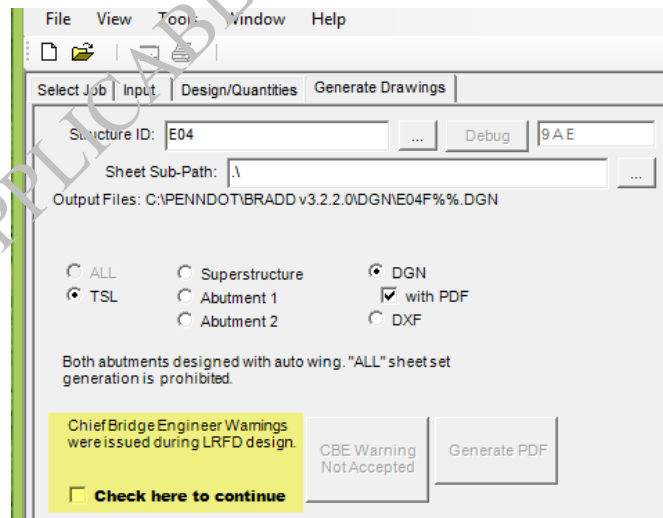 File View Tools Window Help
Select Job Input Design/Quantities Generate Drawings
Structure ID: E04 ... Debug 9AE
Sheet Sub-Path: .\ ...
Output Files: C:\PENNDOT\BRADD v3.2.2.0\DGN\E04F%%.DGN
ALL Superstructure DGN
TSL Abutment 1 with PDF
Abutment 2 DXF
Both abutments designed with auto wing. "ALL" sheet set
generation is prohibited.
Chief Bridge Engineer Warnings
were issued during LRFD design.
CBE Warning
Not Accepted
Generate PDF
Check here to continue